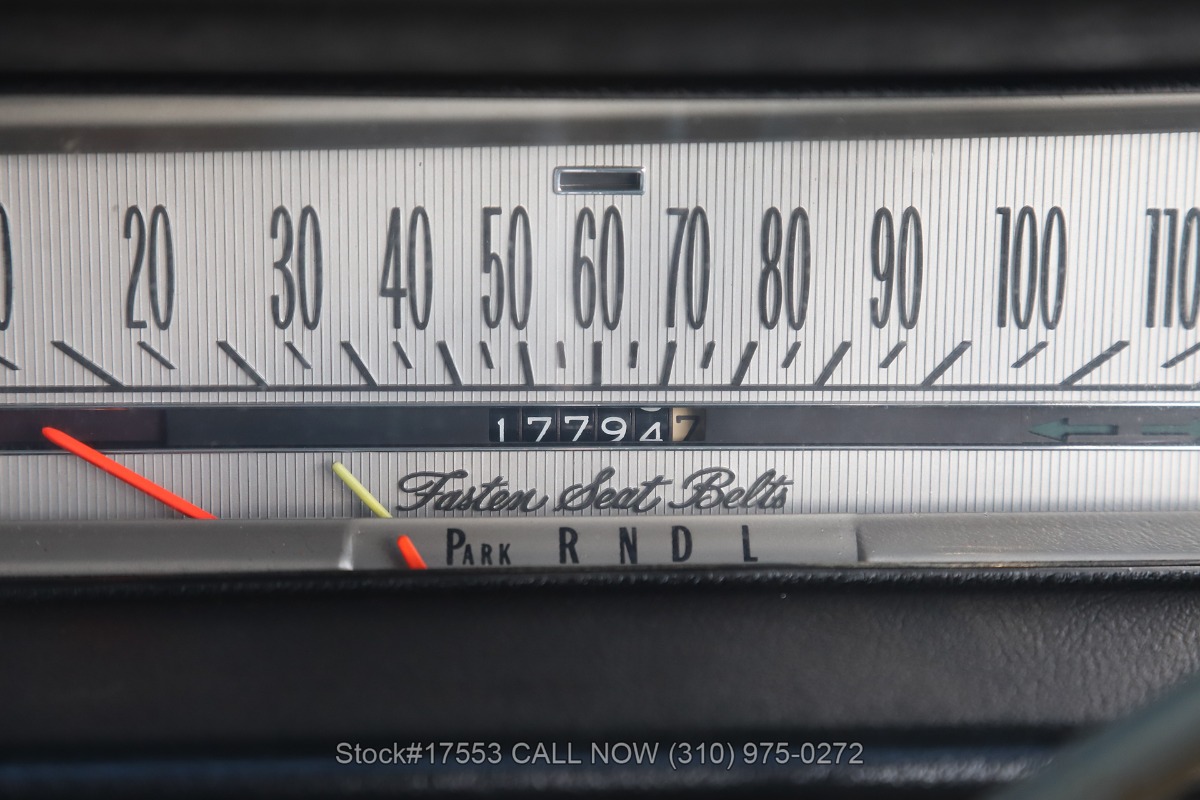 20 30 40 50 60 70 80 90 100 110
177947
Fasten Seat Belts
PARK R N D L
Stock#17553 CALL NOW (310) 975-0272